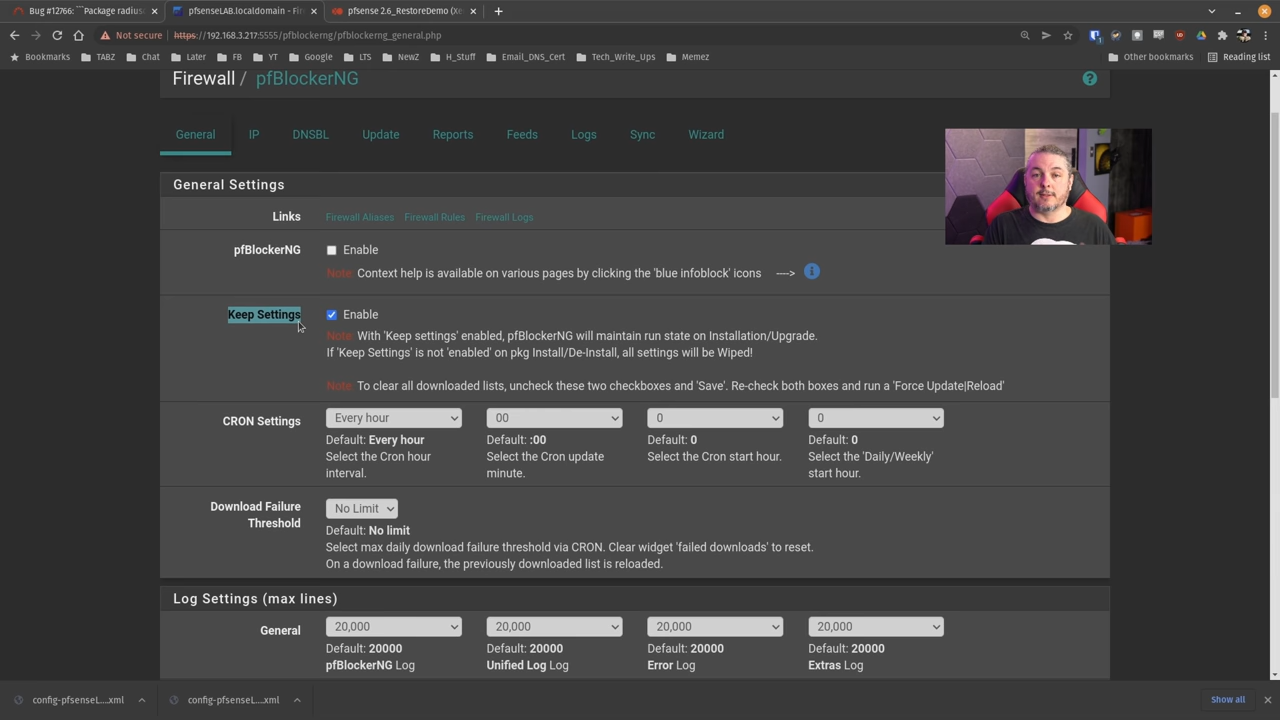 Bug #12766: ```Package radius
pfsenseLAB.localdomain - Fir
pfsense 2.6_RestoreDemo (Xe
Not secure https://192.168.3.217:5555/pfblockerng/pfblockerng_general.php
Bookmarks TABZ Chat Later FB YT Google LTS NewZ H_Stuff Email_DNS_Cert Tech_Write_Ups Memez Other bookmarks Reading list
Firewall / pfBlockerNG
General IP DNSBL Update Reports Feeds Logs Sync Wizard
General Settings
Links Firewall Aliases Firewall Rules Firewall Logs
pfBlockerNG Enable
Note: Context help is available on various pages by clicking the 'blue infoblock' icons ---->
Keep Settings Enable
Note: With 'Keep settings' enabled, pfBlockerNG will maintain run state on Installation/Upgrade.
If 'Keep Settings' is not 'enabled' on pkg Install/De-Install, all settings will be Wiped!
Note: To clear all downloaded lists, uncheck these two checkboxes and 'Save'. Re-check both boxes and run a 'Force Update|Reload'
CRON Settings Every hour 00 0 0
Default: Every hour Default: :00 Default: 0 Default: 0
Select the Cron hour Select the Cron update Select the Cron start hour. Select the 'Daily/Weekly'
interval. minute. start hour.
Download Failure No Limit
Threshold
Default: No limit
Select max daily download failure threshold via CRON. Clear widget 'failed downloads' to reset.
On a download failure, the previously downloaded list is reloaded.
Log Settings (max lines)
General 20,000 20,000 20,000 20,000
Default: 20000 Default: 20000 Default: 20000 Default: 20000
pfBlockerNG Log Unified Log Log Error Log Extras Log
config-pfsenseL....xml config-pfsenseL....xml Show all